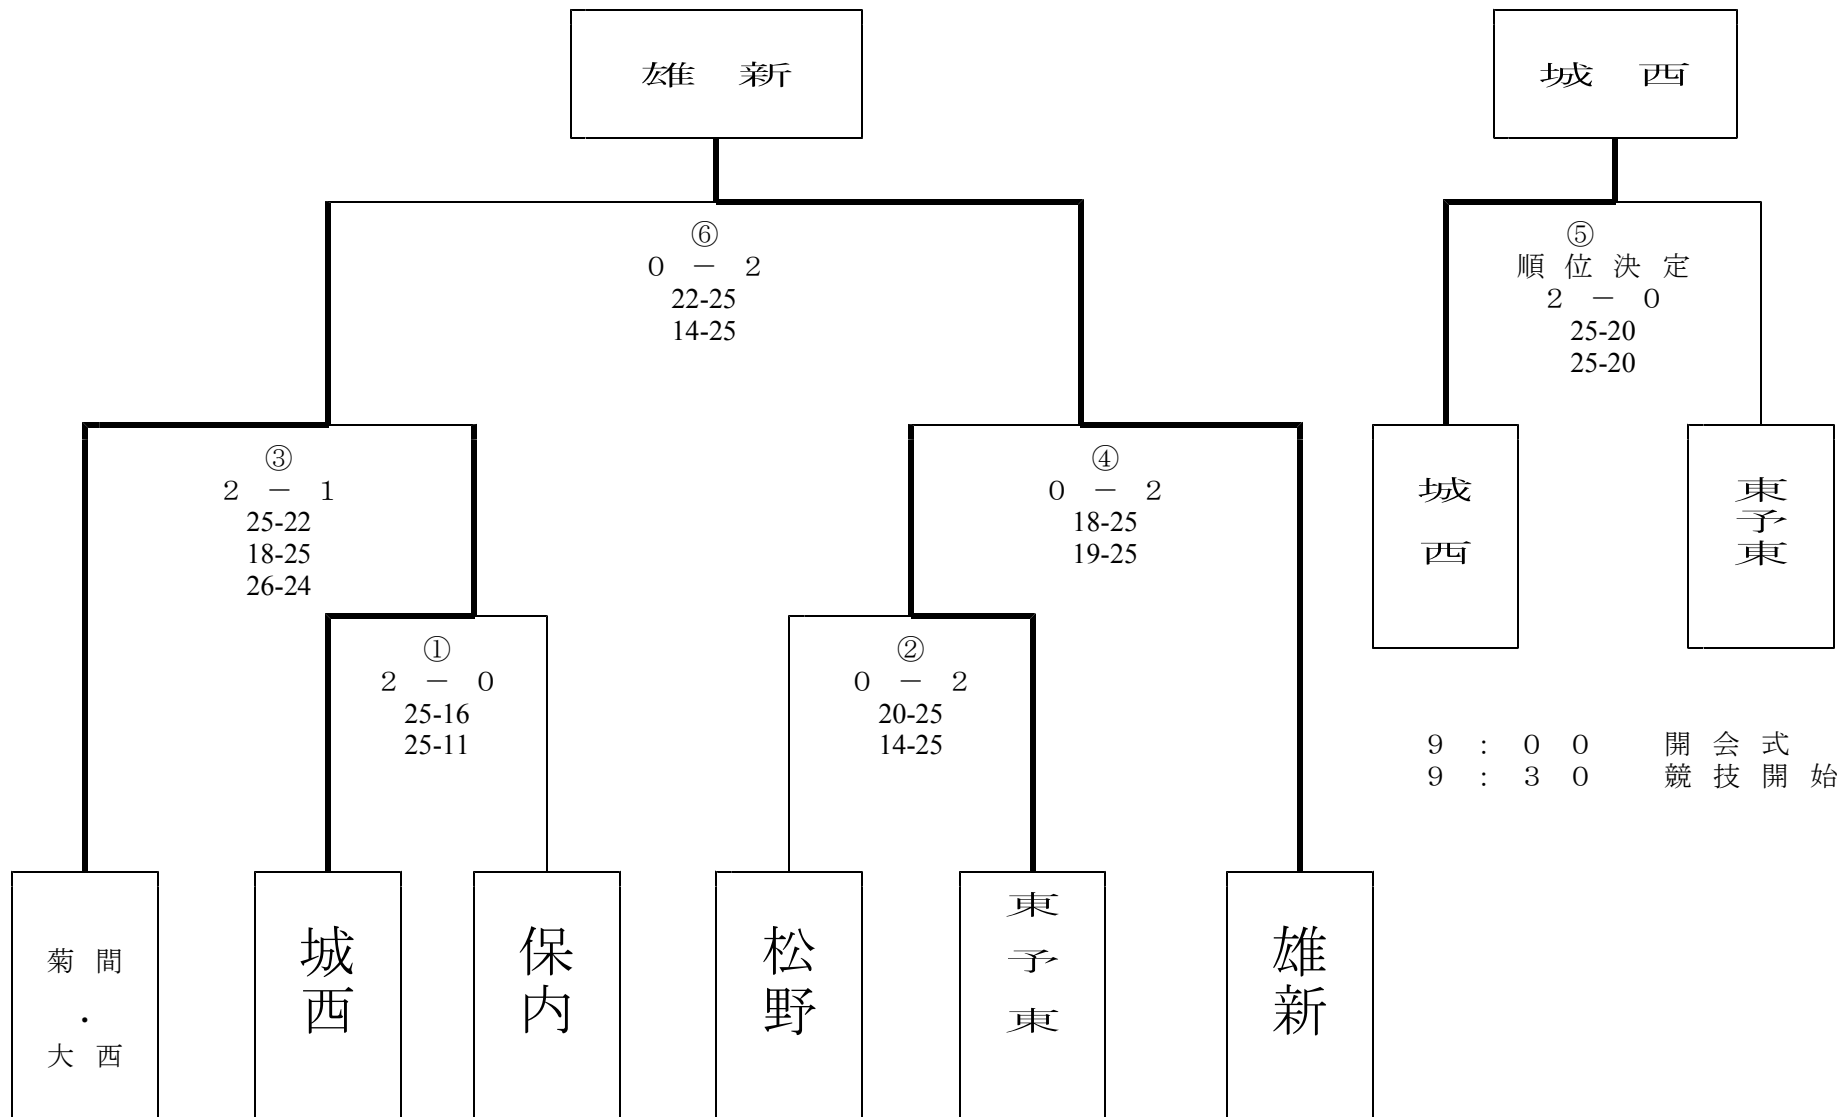 雄　新
城　西
⑥
０　－　２
22-25
14-25
⑤
順位決定
２　－　０
25-20
25-20
③
２　－　１
25-22
18-25
26-24
④
０　－　２
18-25
19-25
城西
東予東
①
２　－　０
25-16
25-11
②
０　－　２
20-25
14-25
９：００　開会式
９：３０　競技開始
菊間
・
大西
城西
保内
松野
東予東
雄新